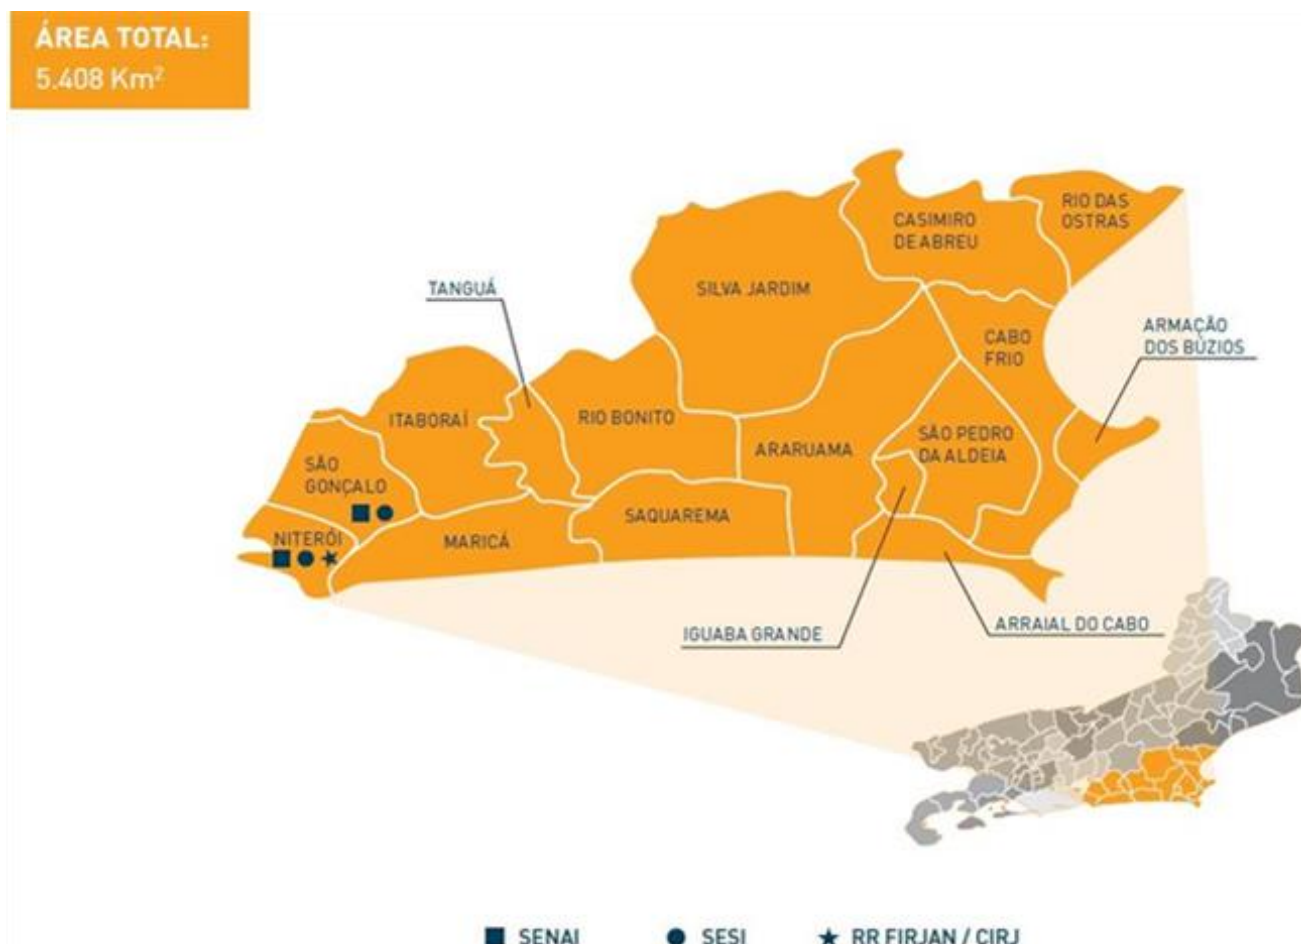 ÁREA TOTAL:
5.408 Km²
RIO DAS
OSTRAS
CASIMIRO
DE ABREU
TANGUÁ
SILVA JARDIM
ARMAÇÃO
DOS BÚZIOS
CABO
FRIO
ITABORAÍ
RIO BONITO
ARARUAMA
SÃO PEDRO
DA ALDEIA
SÃO
GONÇALO
SAQUAREMA
NITERÓI
MARICÁ
IGUABA GRANDE
ARRAIAL DO CABO
SENAI
SESI
RR FIRJAN / CIRJ